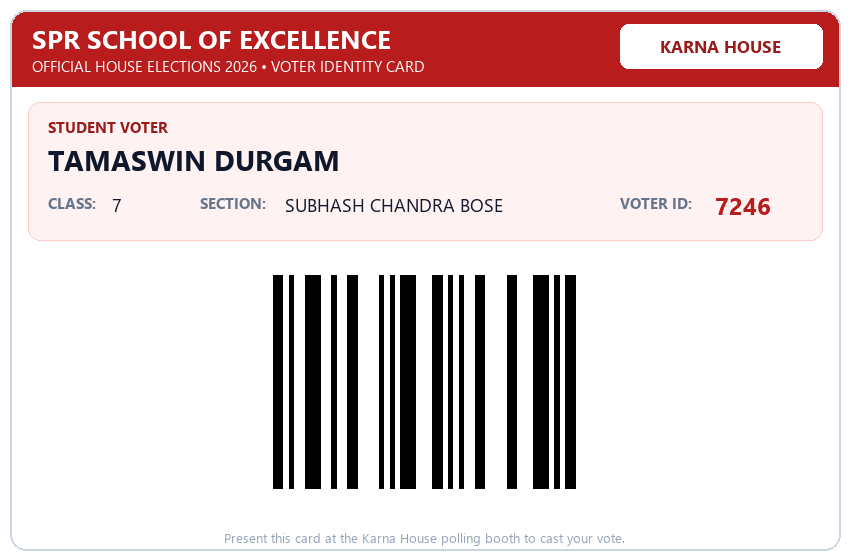 SPR SCHOOL OF EXCELLENCE
OFFICIAL HOUSE ELECTIONS 2026 • VOTER IDENTITY CARD
KARNA HOUSE
STUDENT VOTER
TAMASWIN DURGAM
CLASS: 7 SECTION: SUBHASH CHANDRA BOSE VOTER ID: 7246
Present this card at the Karna House polling booth to cast your vote.